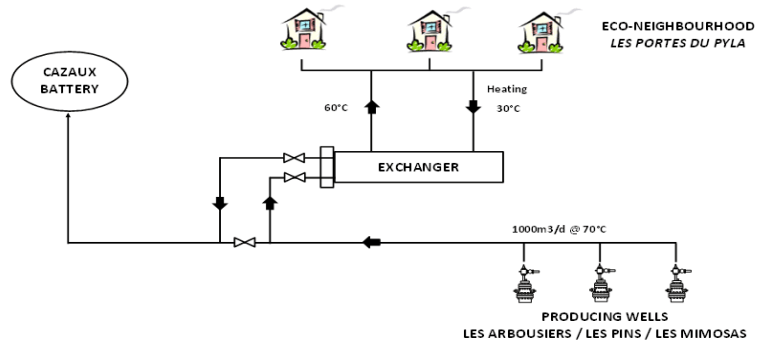 ECO-NEIGHBOURHOOD
LES PORTES DU PYLA
CAZAUX
BATTERY
Heating
60°C
30°C
EXCHANGER
1000m3/d @ 70°C
PRODUCING WELLS
LES ARBOUSIERS / LES PINS / LES MIMOSAS